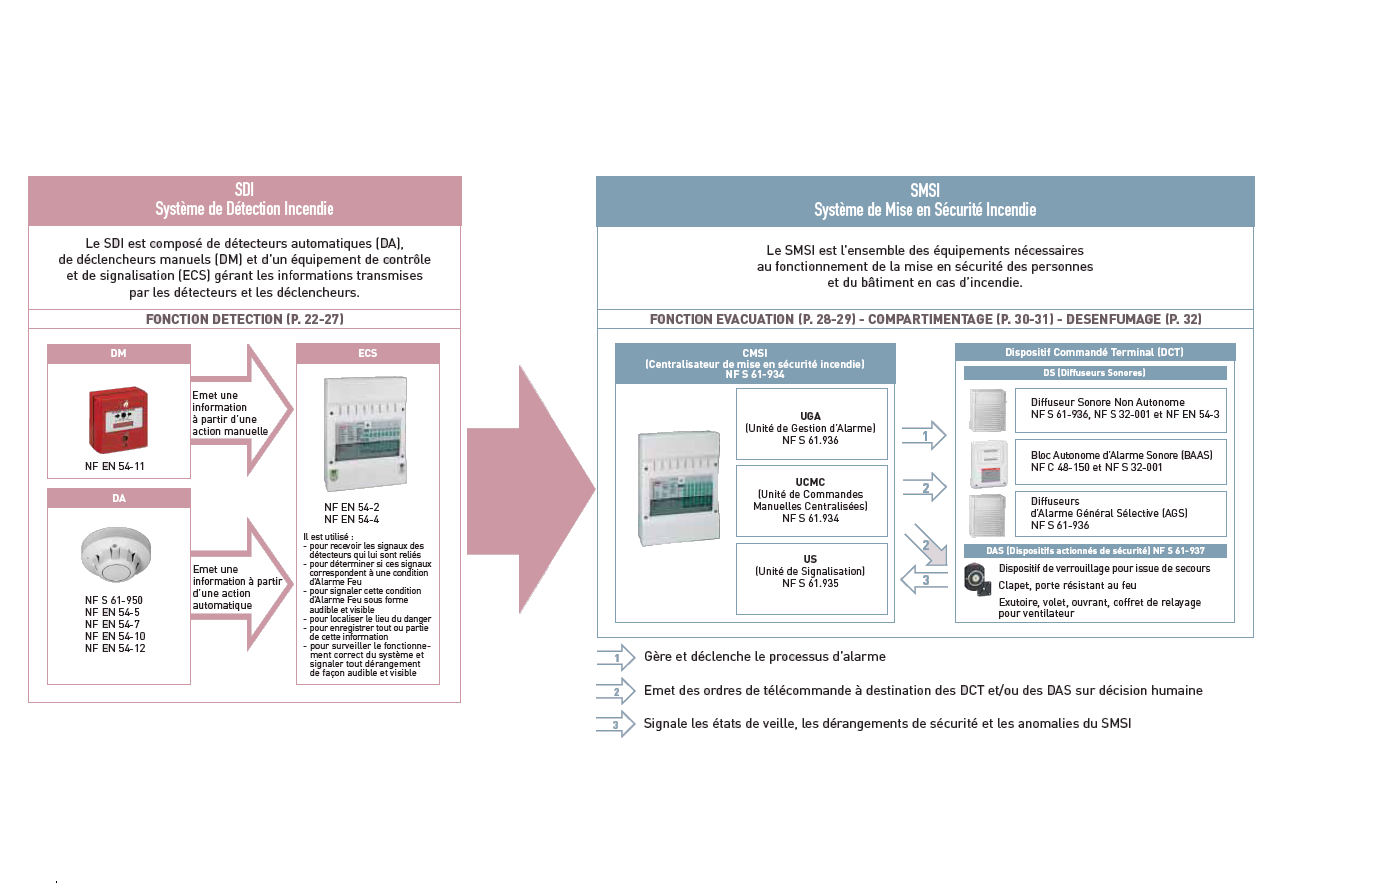 SDI
Système de Détection Incendie
Le SDI est composé de détecteurs automatiques (DA),
de déclencheurs manuels (DM) et d'un équipement de contrôle
et de signalisation (ECS) gérant les informations transmises
par les détecteurs et les déclencheurs.
FONCTION DETECTION (P. 22-27)
DM
NF EN 54-11
Emet une
information
à partir d'une
action manuelle
DA
NF S 61-950
NF EN 54-5
NF EN 54-7
NF EN 54-10
NF EN 54-12
Emet une
information à partir
d'une action
automatique
ECS
NF EN 54-2
NF EN 54-4
Il est utilisé :
- pour recevoir les signaux des
détecteurs qui lui sont reliés
- pour déterminer si ces signaux
correspondent à une condition
d'Alarme Feu
- pour signaler cette condition
d'Alarme Feu sous forme
audible et visible
- pour localiser le lieu du danger
- pour enregistrer tout ou partie
de cette information
- pour surveiller le fonctionne-
ment correct du système et
signaler tout dérangement
de façon audible et visible
SMSI
Système de Mise en Sécurité Incendie
Le SMSI est l'ensemble des équipements nécessaires
au fonctionnement de la mise en sécurité des personnes
et du bâtiment en cas d'incendie.
FONCTION EVACUATION (P. 28-29) - COMPARTIMENTAGE (P. 30-31) - DESENFUMAGE (P. 32)
CMSI
(Centralisateur de mise en sécurité incendie)
NF S 61-934
UGA
(Unité de Gestion d'Alarme)
NF S 61.936
UCMC
(Unité de Commandes
Manuelles Centralisées)
NF S 61.934
US
(Unité de Signalisation)
NF S 61.935
1
2
2
3
Dispositif Commandé Terminal (DCT)
DS (Diffuseurs Sonores)
Diffuseur Sonore Non Autonome
NF S 61-936, NF S 32-001 et NF EN 54-3
Bloc Autonome d'Alarme Sonore (BAAS)
NF C 48-150 et NF S 32-001
Diffuseurs
d'Alarme Général Sélective (AGS)
NF S 61-936
DAS (Dispositifs actionnés de sécurité) NF S 61-937
Dispositif de verrouillage pour issue de secours
Clapet, porte résistant au feu
Exutoire, volet, ouvrant, coffret de relayage
pour ventilateur
1 Gère et déclenche le processus d'alarme
2 Emet des ordres de télécommande à destination des DCT et/ou des DAS sur décision humaine
3 Signale les états de veille, les dérangements de sécurité et les anomalies du SMSI